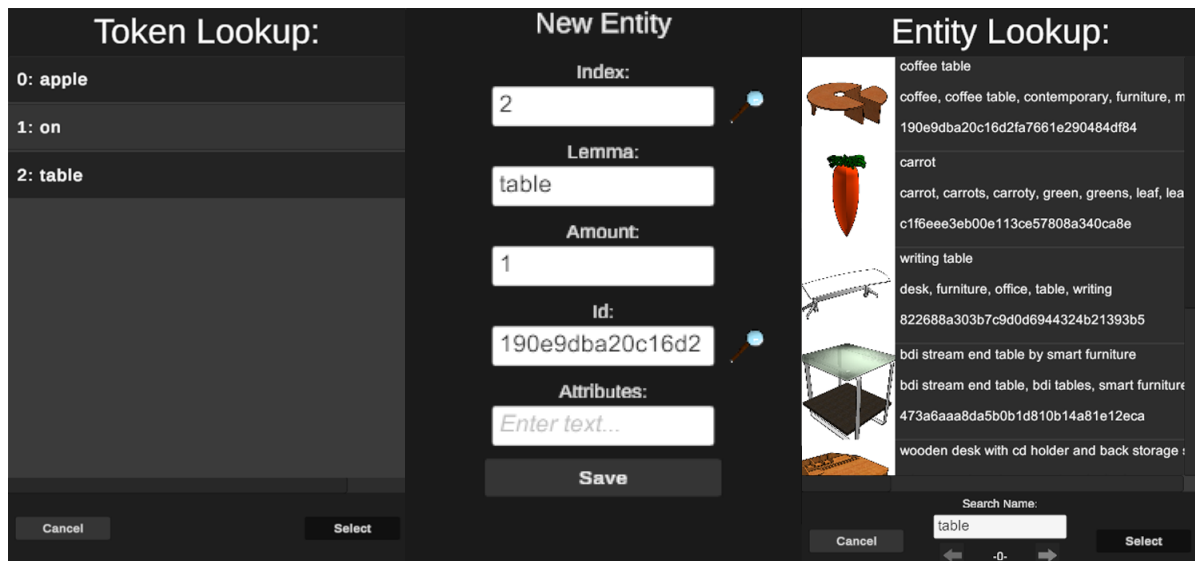 Token Lookup:
0: apple
1: on
2: table
Cancel
Select
New Entity
Index:
2
Lemma:
table
Amount:
1
Id:
190e9dba20c16d2
Attributes:
Enter text...
Save
Entity Lookup:
coffee table
coffee, coffee table, contemporary, furniture, m
190e9dba20c16d2fa7661e290484df84
carrot
carrot, carrots, carroty, green, greens, leaf, lea
c1f6eee3eb00e113ce57808a340ca8e
writing table
desk, furniture, office, table, writing
822688a303b7c9d0d6944324b21393b5
bdi stream end table by smart furniture
bdi stream end table, bdi tables, smart furniture
473a6aaa8da5b0b1d810b14a81e12eca
wooden desk with cd holder and back storage s
Search Name:
table
Cancel
Select
-0-